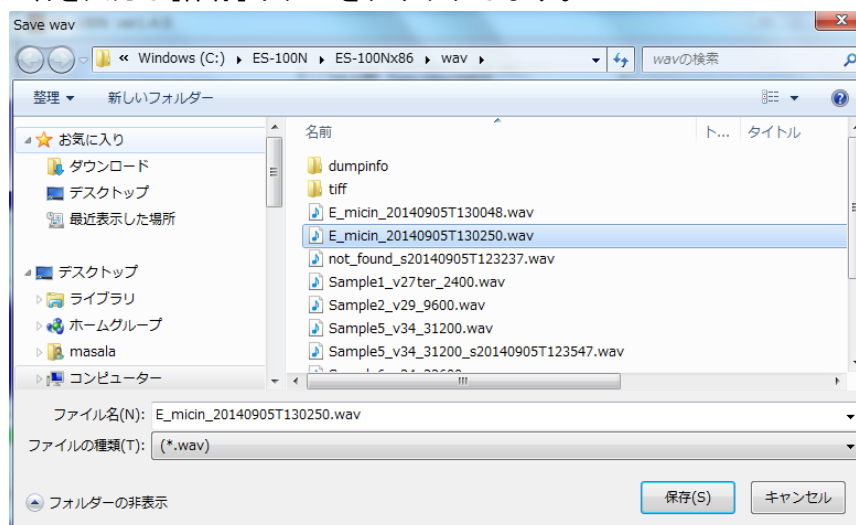 Save wav
« Windows (C:) ▸ ES-100N ▸ ES-100Nx86 ▸ wav ▸
wavの検索
整理 ▼ 新しいフォルダー
お気に入り
ダウンロード
デスクトップ
最近表示した場所
デスクトップ
ライブラリ
ホームグループ
masala
コンピューター
名前 ト... タイトル
dumpinfo
tiff
E_micin_20140905T130048.wav
E_micin_20140905T130250.wav
not_found_s20140905T123237.wav
Sample1_v27ter_2400.wav
Sample2_v29_9600.wav
Sample5_v34_31200.wav
Sample5_v34_31200_s20140905T123547.wav
ファイル名(N): E_micin_20140905T130250.wav
ファイルの種類(T): (*.wav)
フォルダーの非表示
保存(S) キャンセル